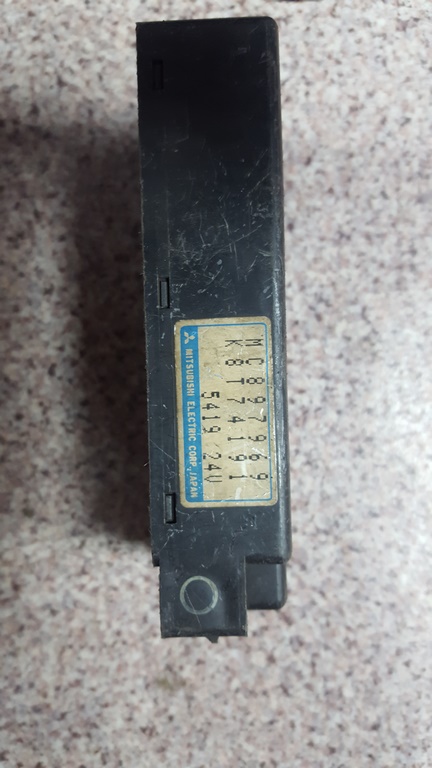 MC897969
K8T74191
5419 24V
MITSUBISHI ELECTRIC CORP. JAPAN